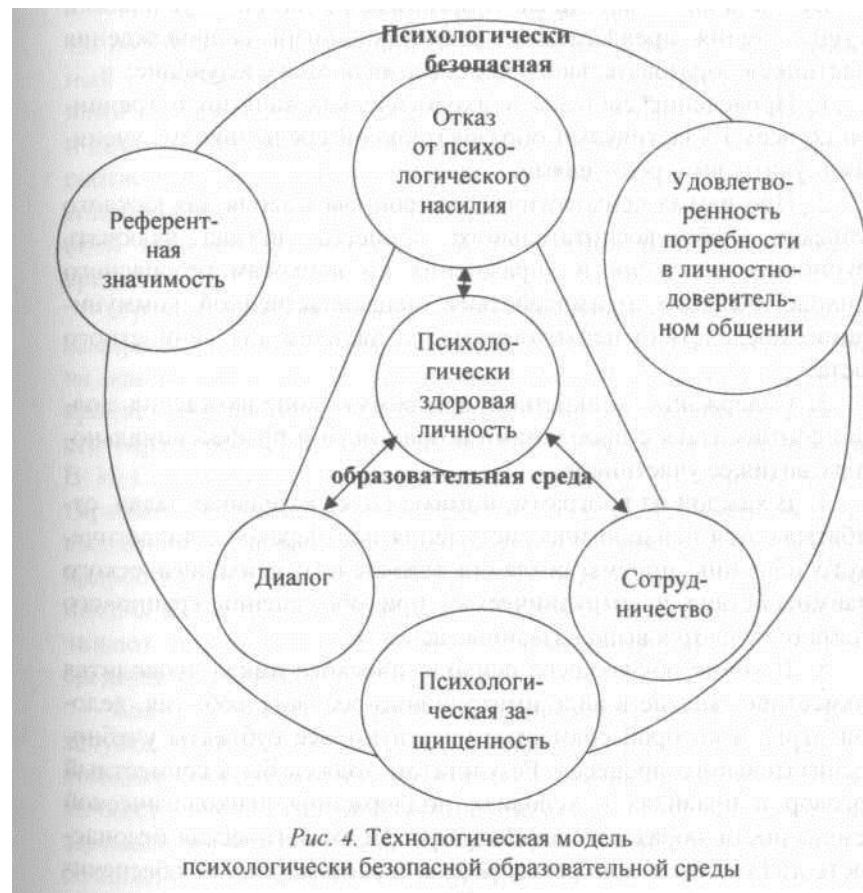 Психологически
безопасная
Отказ
от психо-
логического
насилия
Референт-
ная
значимость
Удовлетво-
ренность
потребности
в личностно-
доверитель-
ном общении
Психоло-
гически
здоровая
личность
образовательная среда
Диалог
Сотруд-
ничество
Психологи-
ческая за-
щищенность
Рис. 4. Технологическая модель
психологически безопасной образовательной среды